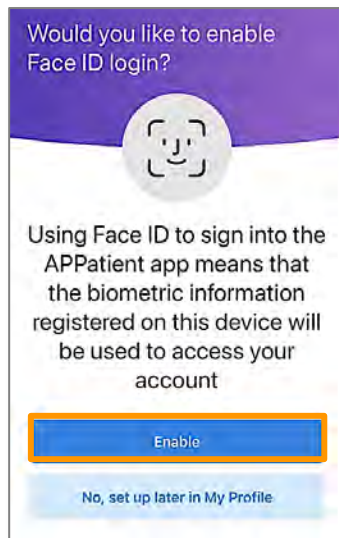 Would you like to enable
Face ID login?
Using Face ID to sign into the
APPatient app means that
the biometric information
registered on this device will
be used to access your
account
Enable
No, set up later in My Profile